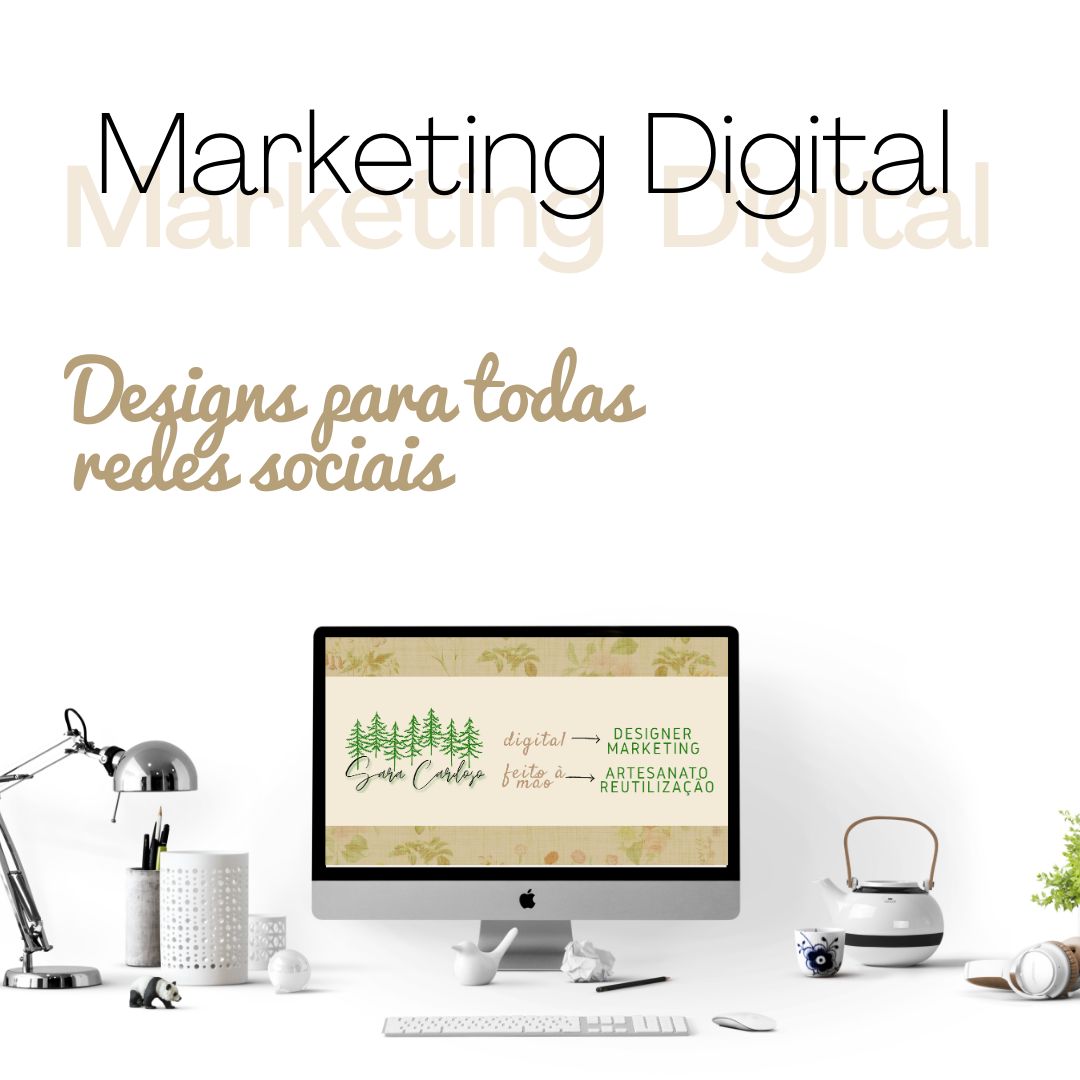 Marketing Digital
Marketing Digital
Designs para todas
redes sociais
Sara Cardoso
digital
DESIGNER
MARKETING
feito à
mão
ARTESANATO
REUTILIZAÇÃO